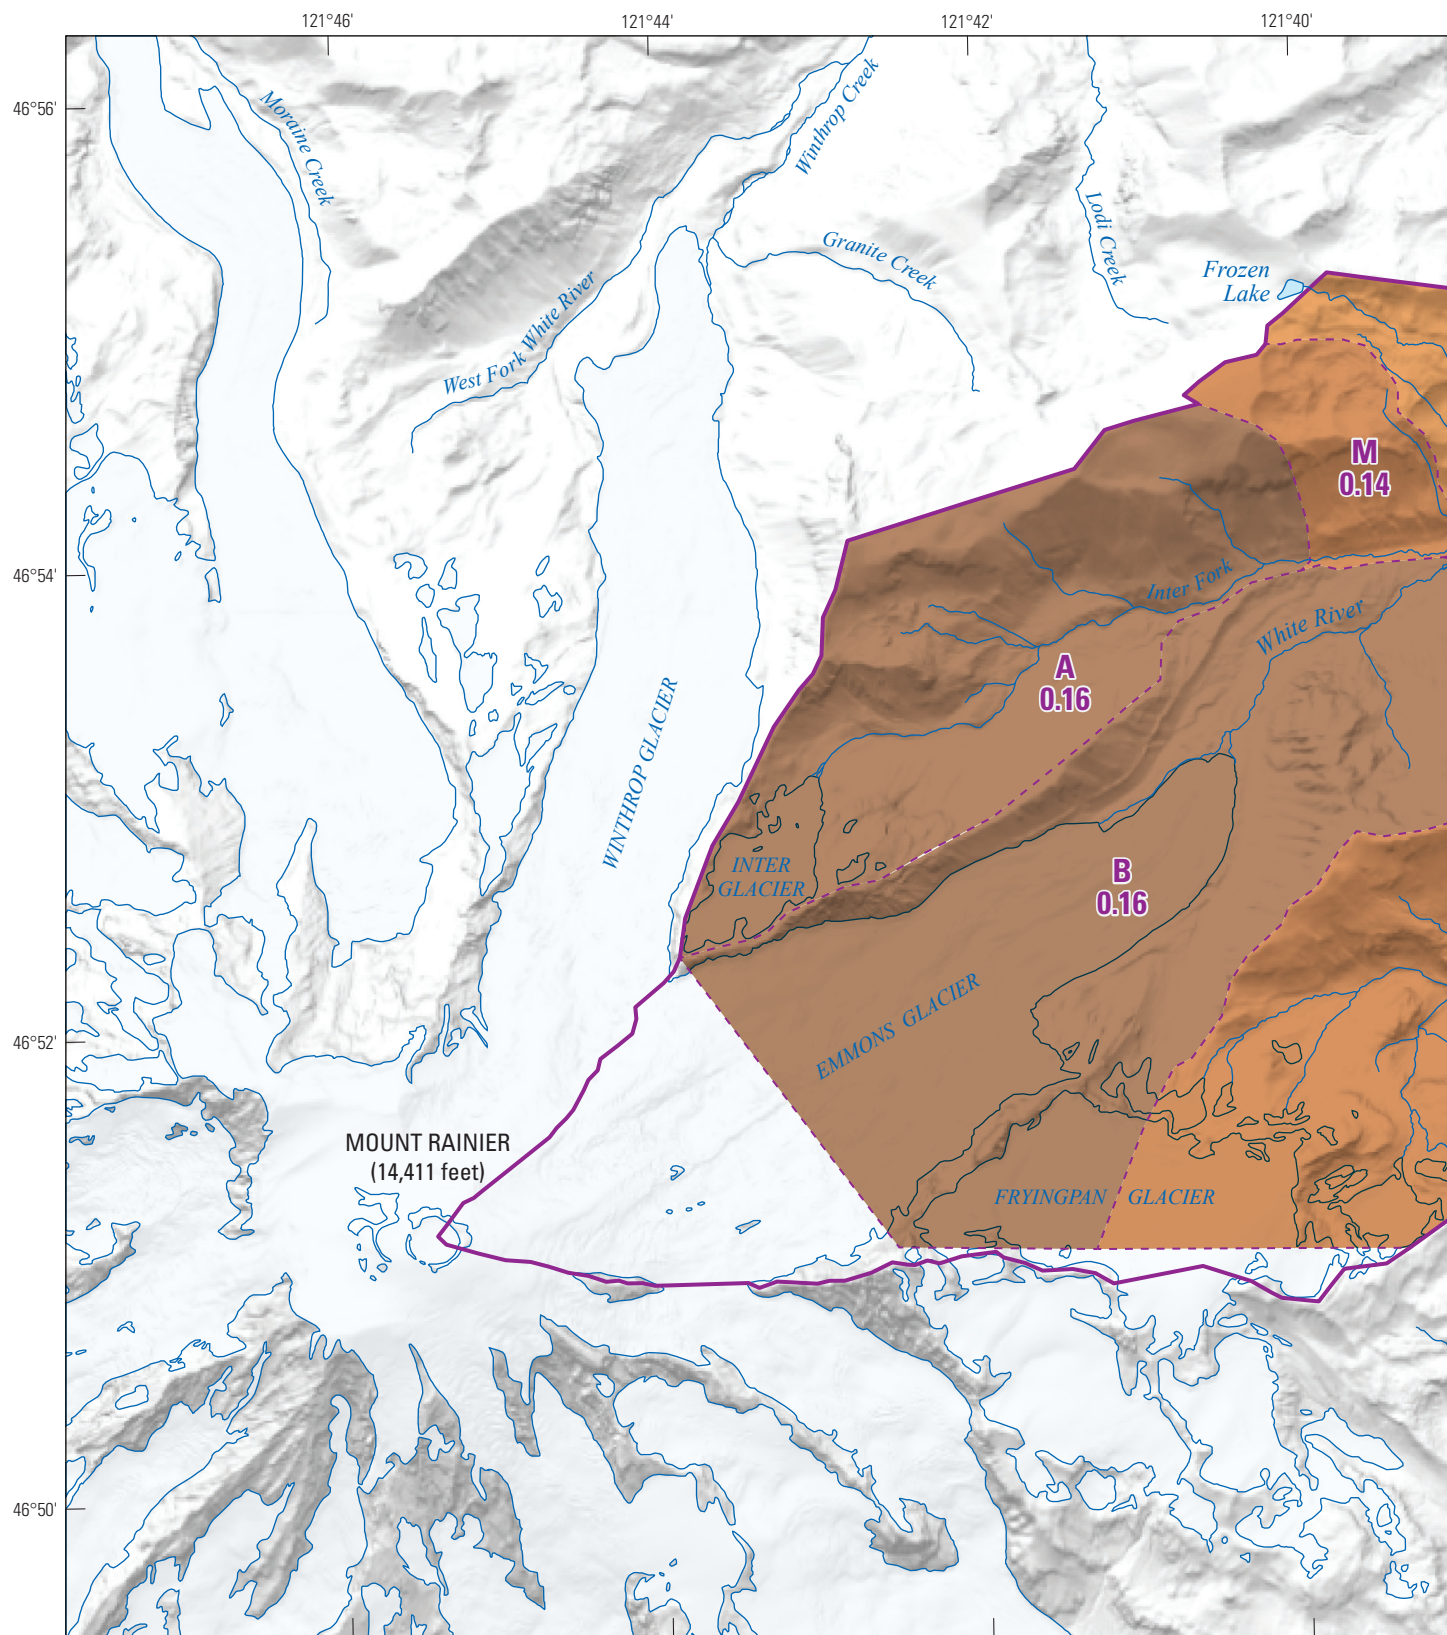 121°46'
121°44'
121°42'
121°40'
46°56'
46°54'
46°52'
46°50'
Moraine Creek
Winthrop Creek
Lodi Creek
Granite Creek
Frozen
Lake
West Fork White River
M
0.14
Inter Fork
White River
A
0.16
WINTHROP GLACIER
INTER
GLACIER
B
0.16
EMMONS GLACIER
MOUNT RAINIER
(14,411 feet)
FRYINGPAN GLACIER